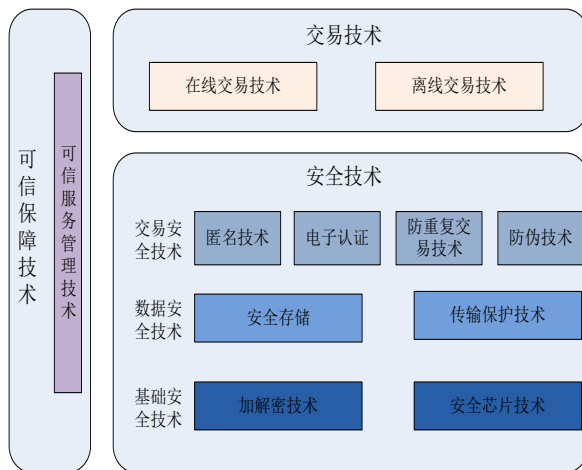 可信保障技术
可信服务管理技术
交易技术
在线交易技术
离线交易技术
安全技术
交易安
全技术
匿名技术
电子认证
防重复交
易技术
防伪技术
数据安
全技术
安全存储
传输保护技术
基础安
全技术
加解密技术
安全芯片技术